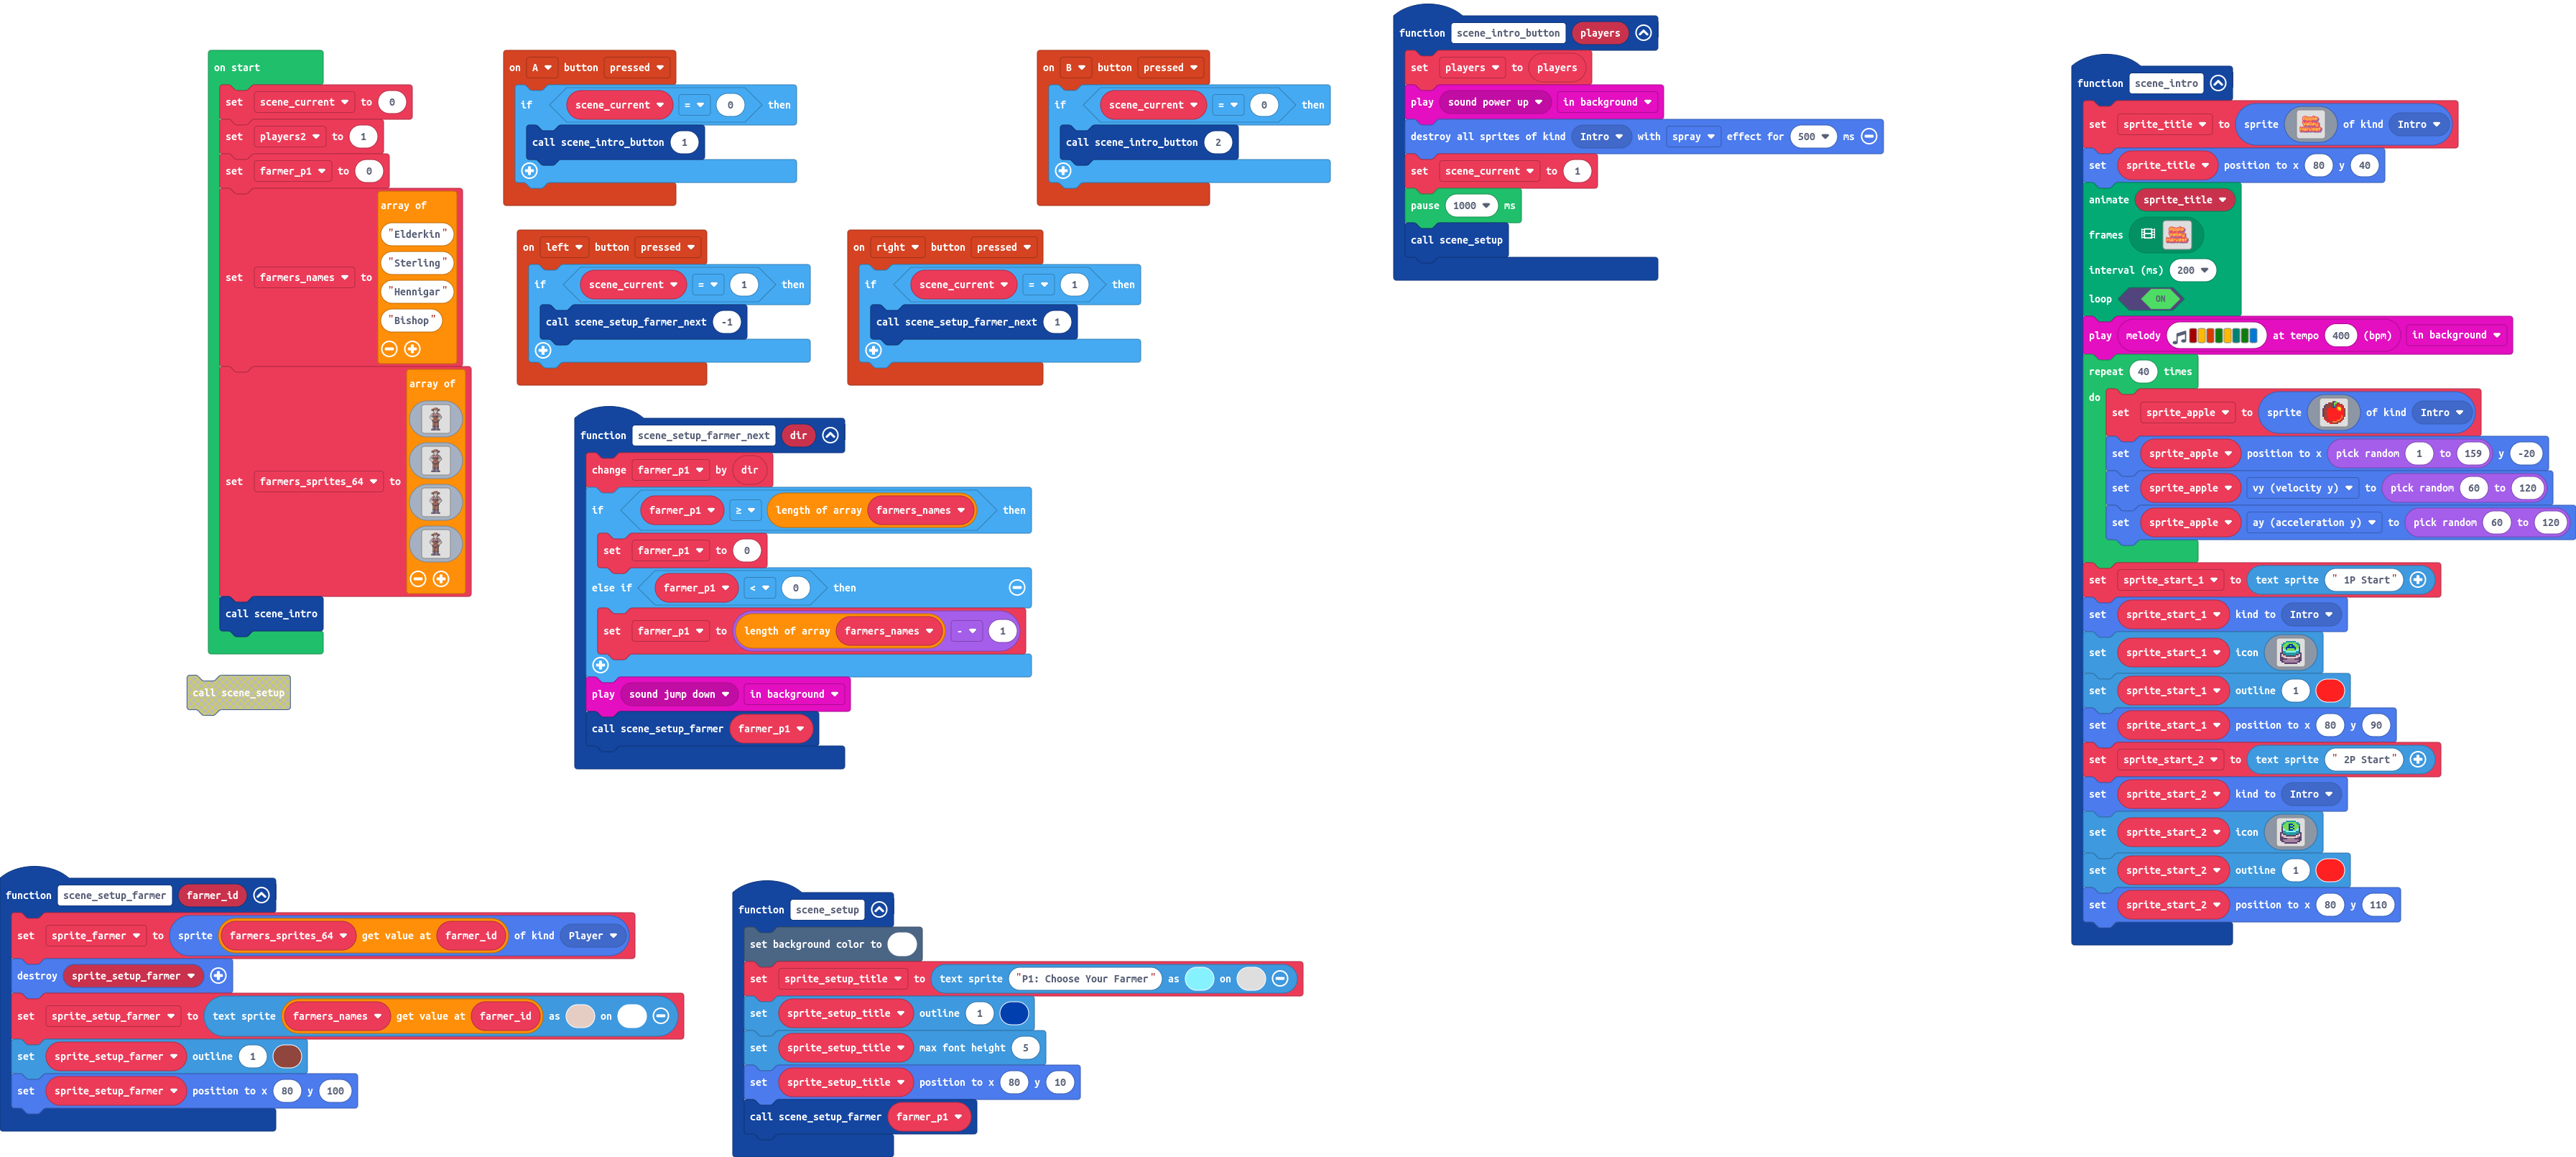 on start
set scene_current to 0
set players2 to 1
set farmer_p1 to 0
set farmers_names to array of
"Elderkin"
"Sterling"
"Hennigar"
"Bishop"
set farmers_sprites_64 to array of
call scene_intro
call scene_setup
on A button pressed
if scene_current = 0 then
call scene_intro_button 1
on B button pressed
if scene_current = 0 then
call scene_intro_button 2
on left button pressed
if scene_current = 1 then
call scene_setup_farmer_next -1
on right button pressed
if scene_current = 1 then
call scene_setup_farmer_next 1
function scene_setup_farmer_next dir
change farmer_p1 by dir
if farmer_p1 ≥ length of array farmers_names then
set farmer_p1 to 0
else if farmer_p1 < 0 then
set farmer_p1 to length of array farmers_names - 1
play sound jump down in background
call scene_setup_farmer farmer_p1
function scene_intro_button players
set players to players
play sound power up in background
destroy all sprites of kind Intro with spray effect for 500 ms
set scene_current to 1
pause 1000 ms
call scene_setup
function scene_intro
set sprite_title to sprite of kind Intro
set sprite_title position to x 80 y 40
animate sprite_title
frames
interval (ms) 200
loop ON
play melody at tempo 400 (bpm) in background
repeat 40 times
do
set sprite_apple to sprite of kind Intro
set sprite_apple position to x pick random 1 to 159 y -20
set sprite_apple vy (velocity y) to pick random 60 to 120
set sprite_apple ay (acceleration y) to pick random 60 to 120
set sprite_start_1 to text sprite " 1P Start"
set sprite_start_1 kind to Intro
set sprite_start_1 icon
set sprite_start_1 outline 1
set sprite_start_1 position to x 80 y 90
set sprite_start_2 to text sprite " 2P Start"
set sprite_start_2 kind to Intro
set sprite_start_2 icon
set sprite_start_2 outline 1
set sprite_start_2 position to x 80 y 110
function scene_setup_farmer farmer_id
set sprite_farmer to sprite farmers_sprites_64 get value at farmer_id of kind Player
destroy sprite_setup_farmer
set sprite_setup_farmer to text sprite farmers_names get value at farmer_id as on
set sprite_setup_farmer outline 1
set sprite_setup_farmer position to x 80 y 100
function scene_setup
set background color to
set sprite_setup_title to text sprite "P1: Choose Your Farmer" as on
set sprite_setup_title outline 1
set sprite_setup_title max font height 5
set sprite_setup_title position to x 80 y 10
call scene_setup_farmer farmer_p1